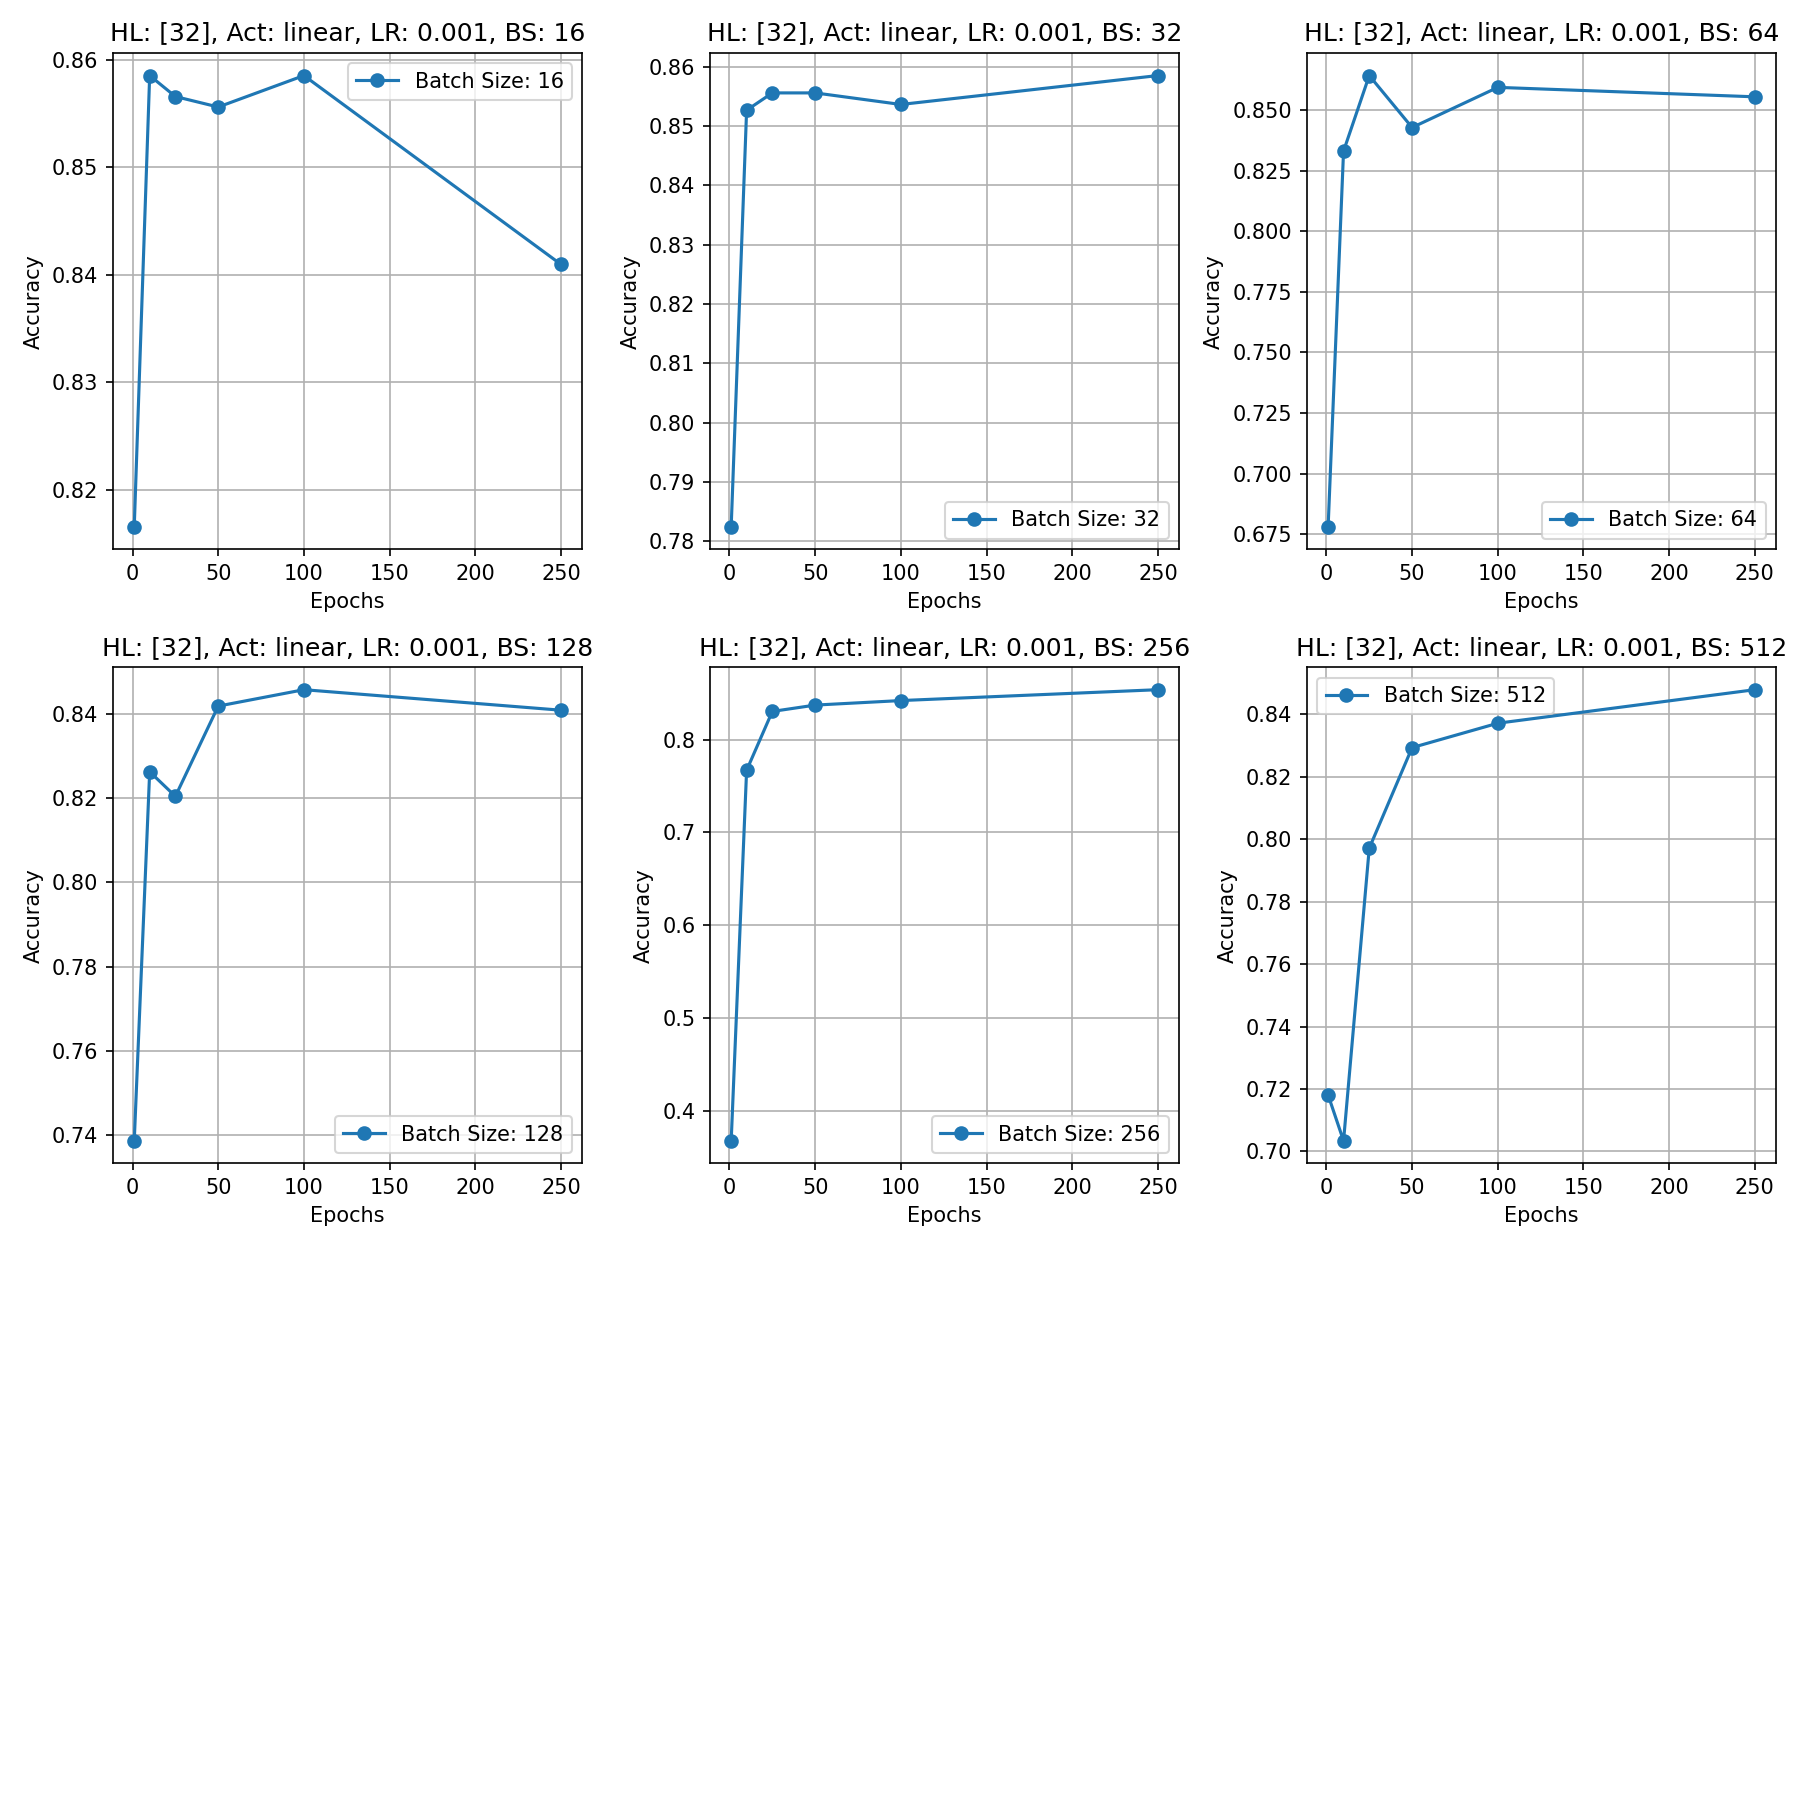 HL: [32], Act: linear, LR: 0.001, BS: 16
0.86
0.85
0.84
0.83
0.82
Accuracy
Batch Size: 16
0 50 100 150 200 250
Epochs
HL: [32], Act: linear, LR: 0.001, BS: 32
0.86
0.85
0.84
0.83
0.82
0.81
0.80
0.79
0.78
Accuracy
Batch Size: 32
0 50 100 150 200 250
Epochs
HL: [32], Act: linear, LR: 0.001, BS: 64
0.850
0.825
0.800
0.775
0.750
0.725
0.700
0.675
Accuracy
Batch Size: 64
0 50 100 150 200 250
Epochs
HL: [32], Act: linear, LR: 0.001, BS: 128
0.84
0.82
0.80
0.78
0.76
0.74
Accuracy
Batch Size: 128
0 50 100 150 200 250
Epochs
HL: [32], Act: linear, LR: 0.001, BS: 256
0.8
0.7
0.6
0.5
0.4
Accuracy
Batch Size: 256
0 50 100 150 200 250
Epochs
HL: [32], Act: linear, LR: 0.001, BS: 512
0.84
0.82
0.80
0.78
0.76
0.74
0.72
0.70
Accuracy
Batch Size: 512
0 50 100 150 200 250
Epochs